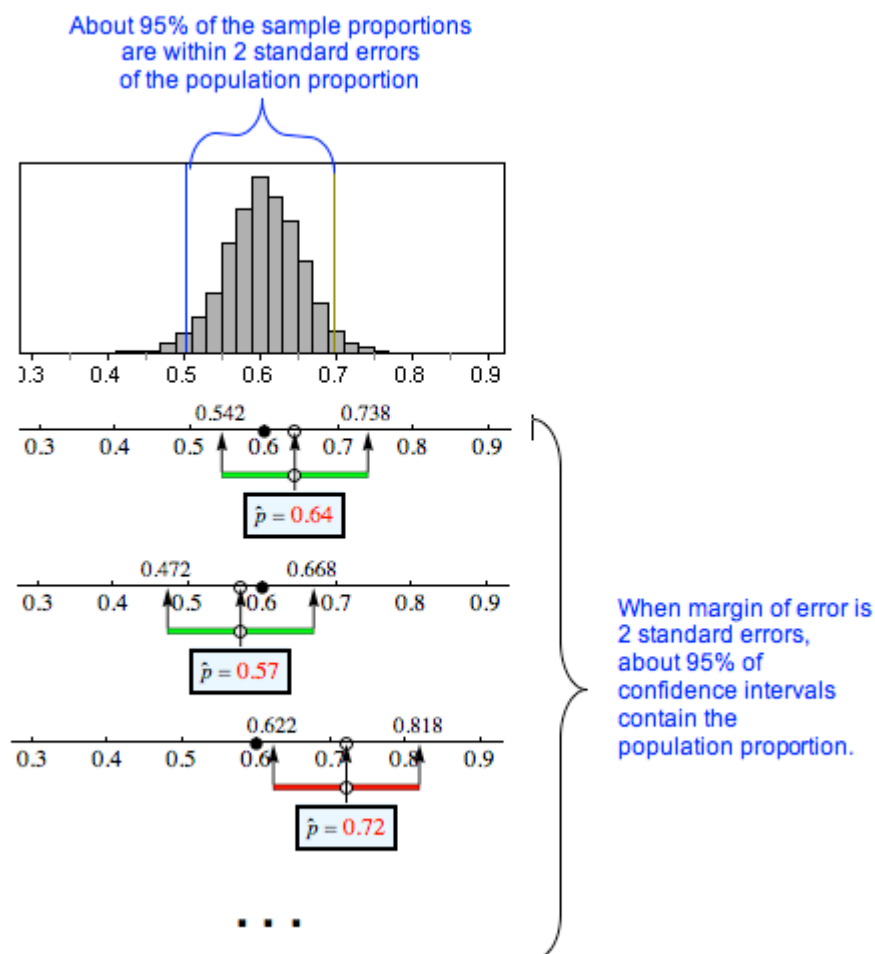 About 95% of the sample proportions
are within 2 standard errors
of the population proportion
0.3 0.4 0.5 0.6 0.7 0.8 0.9
0.542 0.738
0.3 0.4 0.5 0.6 0.7 0.8 0.9
p̂ = 0.64
0.472 0.668
0.3 0.4 0.5 0.6 0.7 0.8 0.9
p̂ = 0.57
0.622 0.818
0.3 0.4 0.5 0.6 0.7 0.8 0.9
p̂ = 0.72
. . .
When margin of error is
2 standard errors,
about 95% of
confidence intervals
contain the
population proportion.